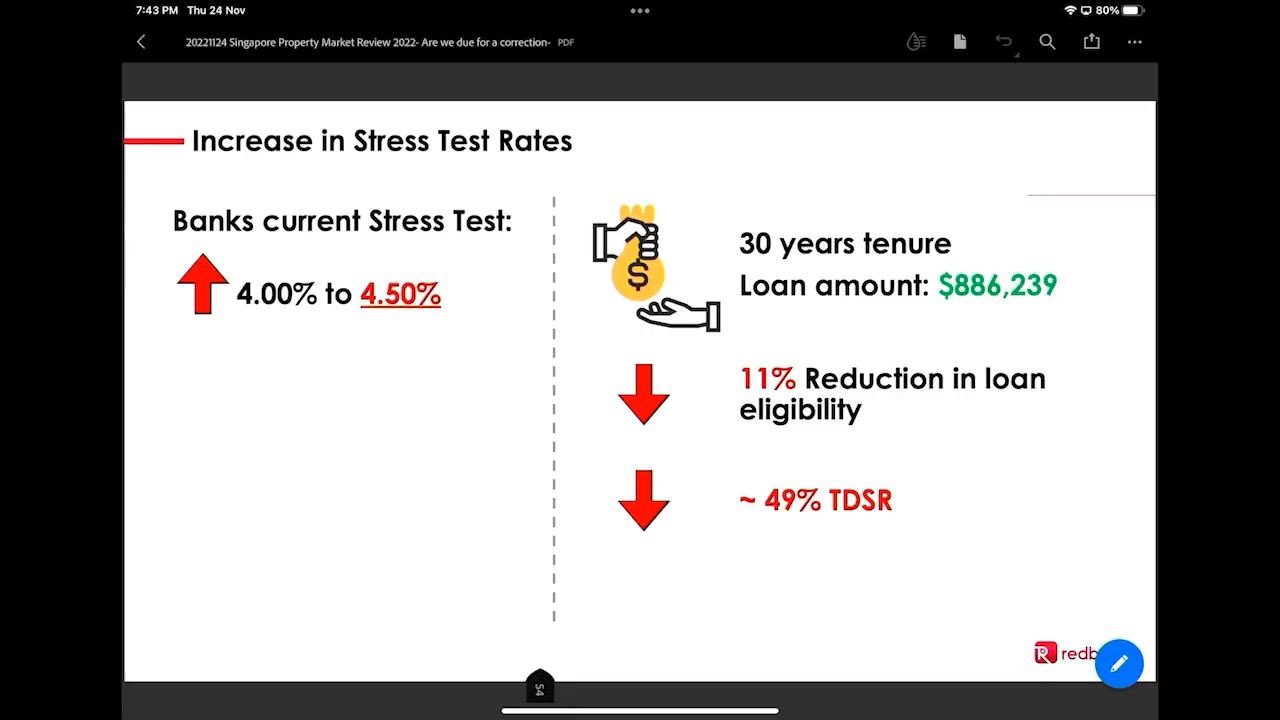 7:43 PM Thu 24 Nov
80%
20221124 Singapore Property Market Review 2022- Are we due for a correction- PDF
Increase in Stress Test Rates
Banks current Stress Test:
4.00% to 4.50%
$
30 years tenure
Loan amount: $886,239
11% Reduction in loan
eligibility
~ 49% TDSR
54